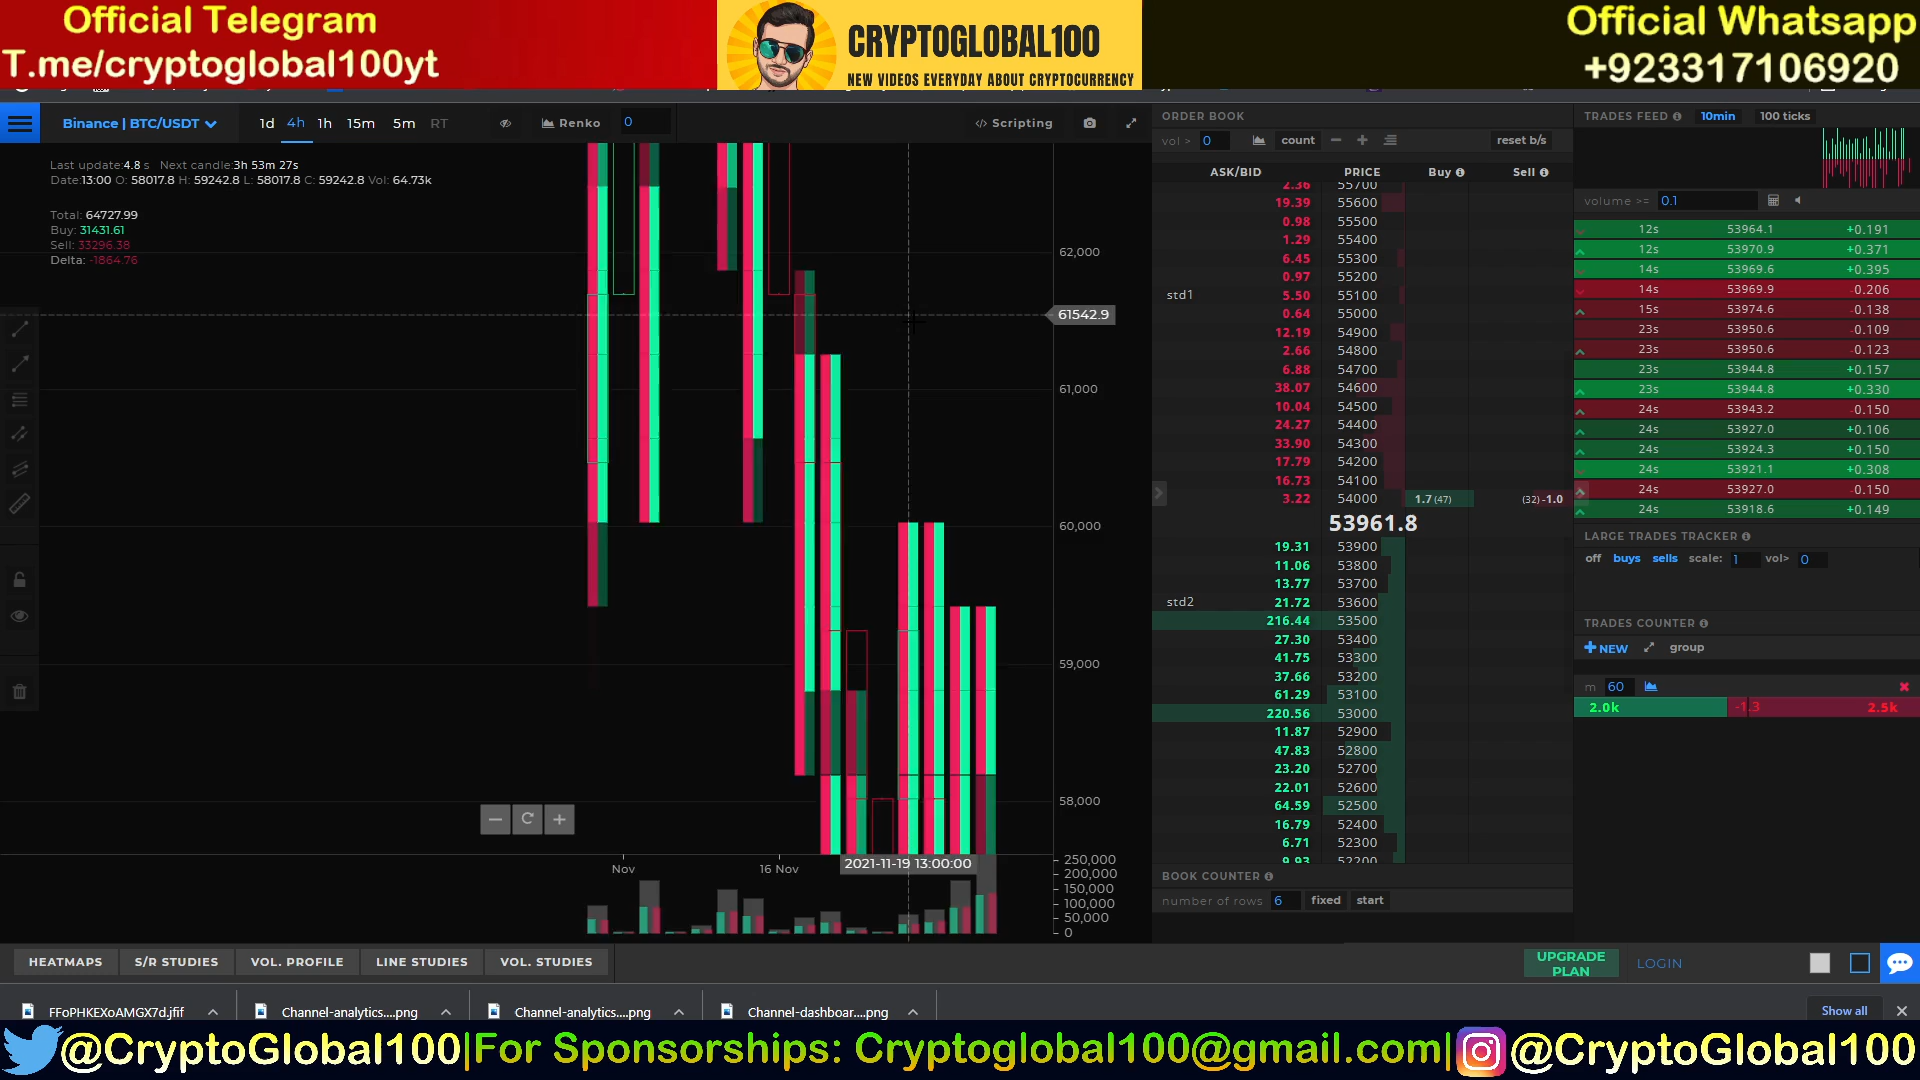 Official Telegram
T.me/cryptoglobal100yt
CRYPTOGLOBAL100
NEW VIDEOS EVERYDAY ABOUT CRYPTOCURRENCY
Official Whatsapp
+923317106920
Binance | BTC/USDT
1d 4h 1h 15m 5m RT
Renko 0
</> Scripting
Last update:4.8 s Next candle:3h 53m 27s
Date:13:00 O: 58017.8 H: 59242.8 L: 58017.8 C: 59242.8 Vol: 64.73k
Total: 64727.99
Buy: 31431.61
Sell: 33296.38
Delta: -1864.76
62,000
61542.9
61,000
60,000
59,000
58,000
Nov 16 Nov 2021-11-19 13:00:00
250,000
200,000
150,000
100,000
50,000
0
ORDER BOOK
vol > 0 count reset b/s
ASK/BID PRICE Buy Sell
2.36 55700
19.39 55600
0.98 55500
1.29 55400
6.45 55300
0.97 55200
std1 5.50 55100
0.64 55000
12.19 54900
2.66 54800
6.88 54700
38.07 54600
10.04 54500
24.27 54400
33.90 54300
17.79 54200
16.73 54100
3.22 54000 1.7 (47) (32) -1.0
53961.8
19.31 53900
11.06 53800
13.77 53700
std2 21.72 53600
216.44 53500
27.30 53400
41.75 53300
37.66 53200
61.29 53100
220.56 53000
11.87 52900
47.83 52800
23.20 52700
22.01 52600
64.59 52500
16.79 52400
6.71 52300
9.93 52200
BOOK COUNTER
number of rows 6 fixed start
TRADES FEED 10min 100 ticks
volume >= 0.1
12s 53964.1 +0.191
12s 53970.9 +0.371
14s 53969.6 +0.395
14s 53969.9 -0.206
15s 53974.6 -0.138
23s 53950.6 -0.109
23s 53950.6 -0.123
23s 53944.8 +0.157
23s 53944.8 +0.330
24s 53943.2 -0.150
24s 53927.0 +0.106
24s 53924.3 +0.150
24s 53921.1 +0.308
24s 53927.0 -0.150
24s 53918.6 +0.149
LARGE TRADES TRACKER
off buys sells scale: 1 vol> 0
TRADES COUNTER
+ NEW group
m 60
2.0k -1.3 2.5k
HEATMAPS S/R STUDIES VOL. PROFILE LINE STUDIES VOL. STUDIES
UPGRADE PLAN
LOGIN
FFoPHKEXoAMGX7d.jfif Channel-analytics....png Channel-analytics....png Channel-dashboar....png Show all
@CryptoGlobal100|For Sponsorships: Cryptoglobal100@gmail.com| @CryptoGlobal100